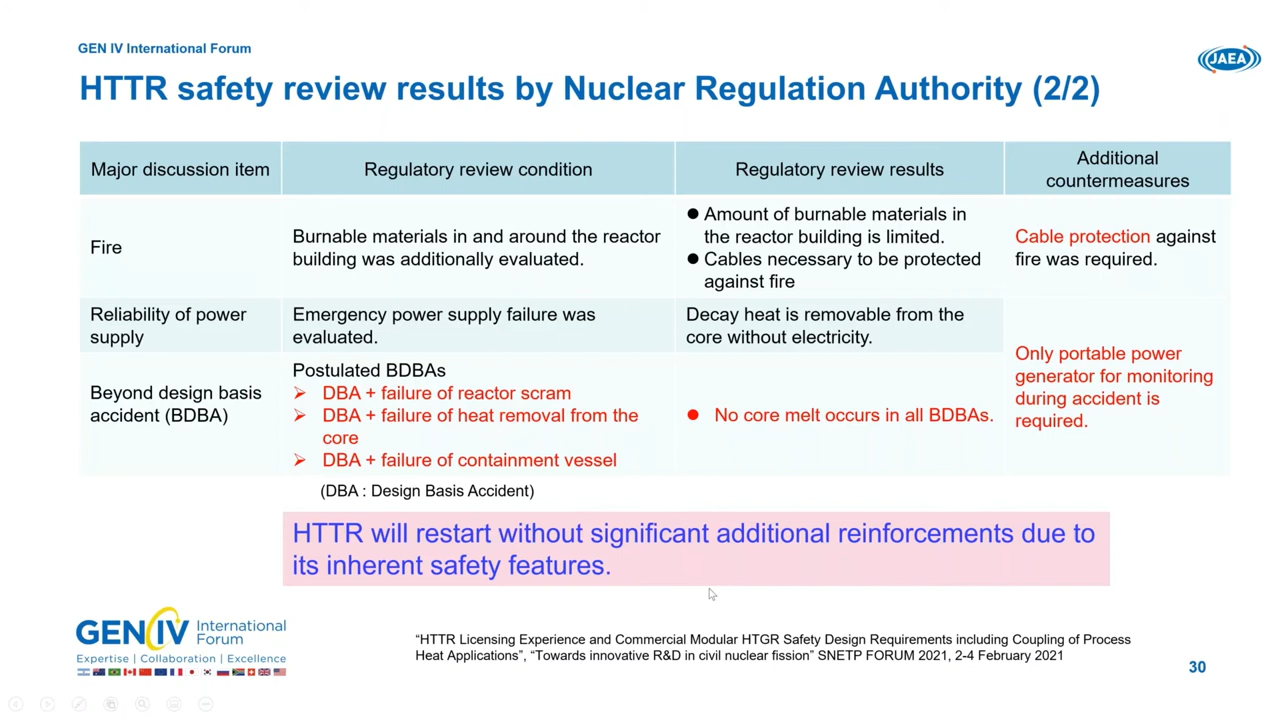 GEN IV International Forum
JAEA
HTTR safety review results by Nuclear Regulation Authority (2/2)
Major discussion item
Regulatory review condition
Regulatory review results
Additional
countermeasures
Fire
Burnable materials in and around the reactor
building was additionally evaluated.
● Amount of burnable materials in
the reactor building is limited.
● Cables necessary to be protected
against fire
Cable protection against
fire was required.
Reliability of power
supply
Emergency power supply failure was
evaluated.
Decay heat is removable from the
core without electricity.
Only portable power
generator for monitoring
during accident is
required.
Beyond design basis
accident (BDBA)
Postulated BDBAs
➢ DBA + failure of reactor scram
➢ DBA + failure of heat removal from the
core
➢ DBA + failure of containment vessel
● No core melt occurs in all BDBAs.
(DBA : Design Basis Accident)
HTTR will restart without significant additional reinforcements due to
its inherent safety features.
GEN IV International
Forum
Expertise | Collaboration | Excellence
“HTTR Licensing Experience and Commercial Modular HTGR Safety Design Requirements including Coupling of Process
Heat Applications”, “Towards innovative R&D in civil nuclear fission” SNETP FORUM 2021, 2-4 February 2021
30